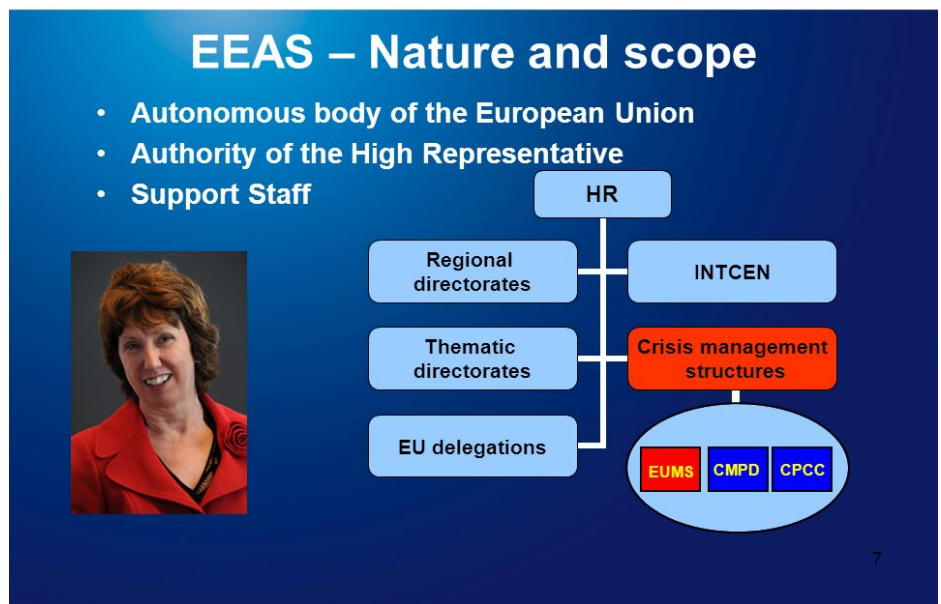 EEAS – Nature and scope
• Autonomous body of the European Union
• Authority of the High Representative
• Support Staff
HR
Regional
directorates
INTCEN
Thematic
directorates
Crisis management
structures
EU delegations
EUMS
CMPD
CPCC
7